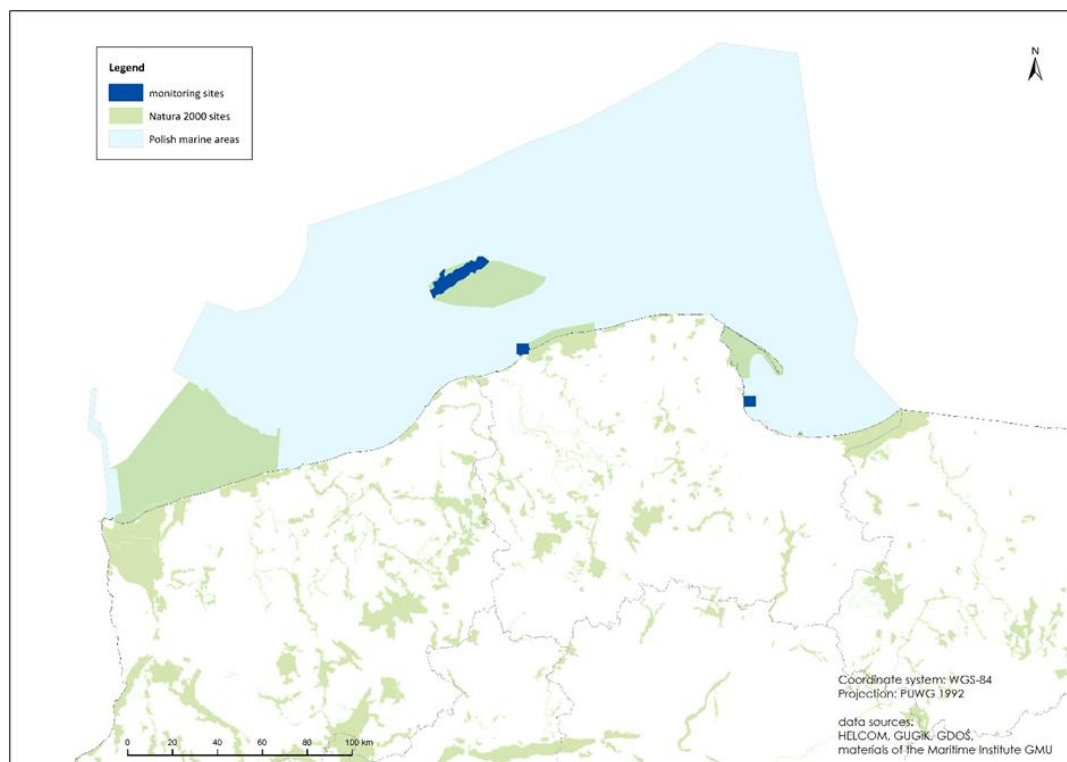 Legend
monitoring sites
Natura 2000 sites
Polish marine areas
N
Coordinate system: WGS-84
Projection: PUWG 1992
data sources:
HELCOM, GUGiK, GDOŚ,
materials of the Maritime Institute GMU
0 20 40 60 80 100 km